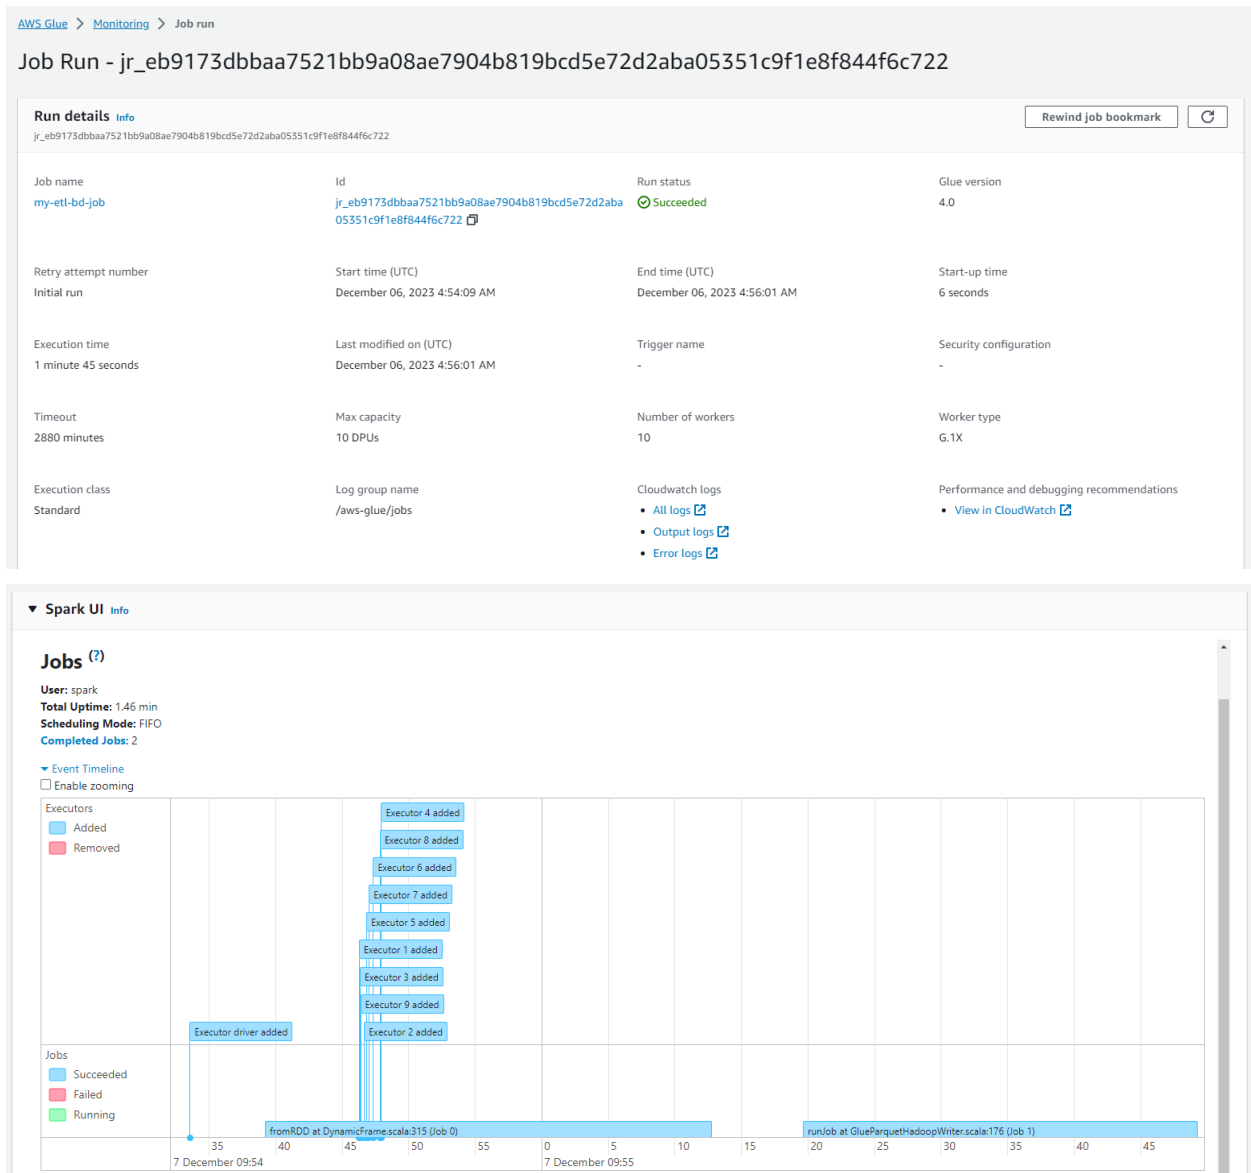 AWS Glue > Monitoring > Job run
Job Run - jr_eb9173dbbaa7521bb9a08ae7904b819bcd5e72d2aba05351c9f1e8f844f6c722
Run details Info
jr_eb9173dbbaa7521bb9a08ae7904b819bcd5e72d2aba05351c9f1e8f844f6c722
Rewind job bookmark
Job name
my-etl-bd-job
Id
jr_eb9173dbbaa7521bb9a08ae7904b819bcd5e72d2aba
05351c9f1e8f844f6c722
Run status
Succeeded
Glue version
4.0
Retry attempt number
Initial run
Start time (UTC)
December 06, 2023 4:54:09 AM
End time (UTC)
December 06, 2023 4:56:01 AM
Start-up time
6 seconds
Execution time
1 minute 45 seconds
Last modified on (UTC)
December 06, 2023 4:56:01 AM
Trigger name
-
Security configuration
-
Timeout
2880 minutes
Max capacity
10 DPUs
Number of workers
10
Worker type
G.1X
Execution class
Standard
Log group name
/aws-glue/jobs
Cloudwatch logs
• All logs
• Output logs
• Error logs
Performance and debugging recommendations
• View in CloudWatch
Spark UI Info
Jobs (?)
User: spark
Total Uptime: 1.46 min
Scheduling Mode: FIFO
Completed Jobs: 2
Event Timeline
Enable zooming
Executors
Added
Removed
Executor 4 added
Executor 8 added
Executor 6 added
Executor 7 added
Executor 5 added
Executor 1 added
Executor 3 added
Executor 9 added
Executor driver added
Executor 2 added
Jobs
Succeeded
Failed
Running
fromRDD at DynamicFrame.scala:315 (Job 0)
runJob at GlueParquetHadoopWriter.scala:176 (Job 1)
35 40 45 50 55 0 5 10 15 20 25 30 35 40 45
7 December 09:54
7 December 09:55